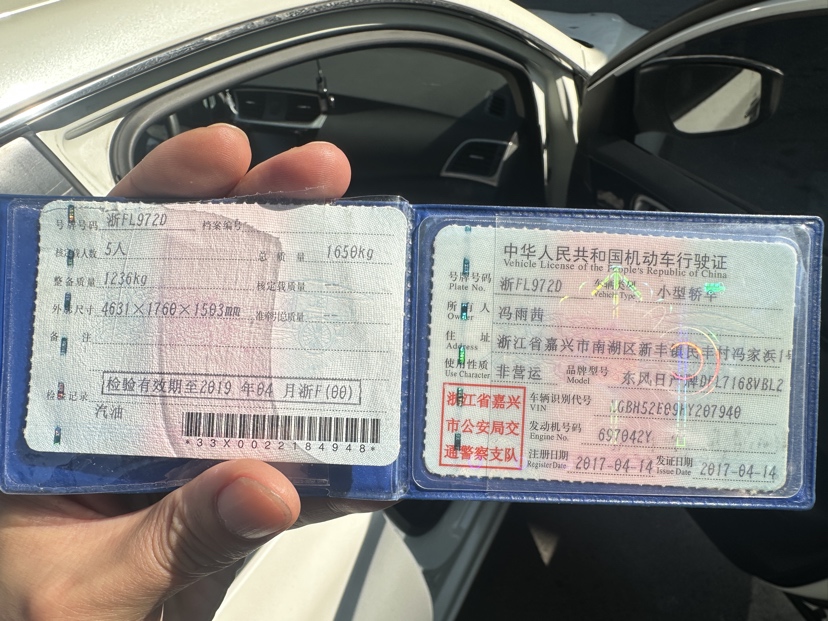 号牌号码 浙FL972D 档案编号
核定载人数 5人 总质量 1650kg
整备质量 1236kg 核定载质量
外廓尺寸 4631×1760×1503mm 准牵引总质量
备注
检验有效期至2019 年04 月浙F(00)
检验记录
汽油
*33X0022184948*
中华人民共和国机动车行驶证
Vehicle License of the People's Republic of China
号牌号码 浙FL972D 车辆类型 小型轿车
Plate No. Vehicle Type
所有人 冯雨茜
Owner
住址 浙江省嘉兴市南湖区新丰镇民丰村冯家浜1号
Address
使用性质 非营运 品牌型号 东风日产牌DFL7168VBL2
Use Character Model
浙江省嘉兴
市公安局交
通警察支队
车辆识别代号
VIN
发动机号码 697042Y
Engine No.
注册日期 2017-04-14 发证日期 2017-04-14
Register Date Issue Date